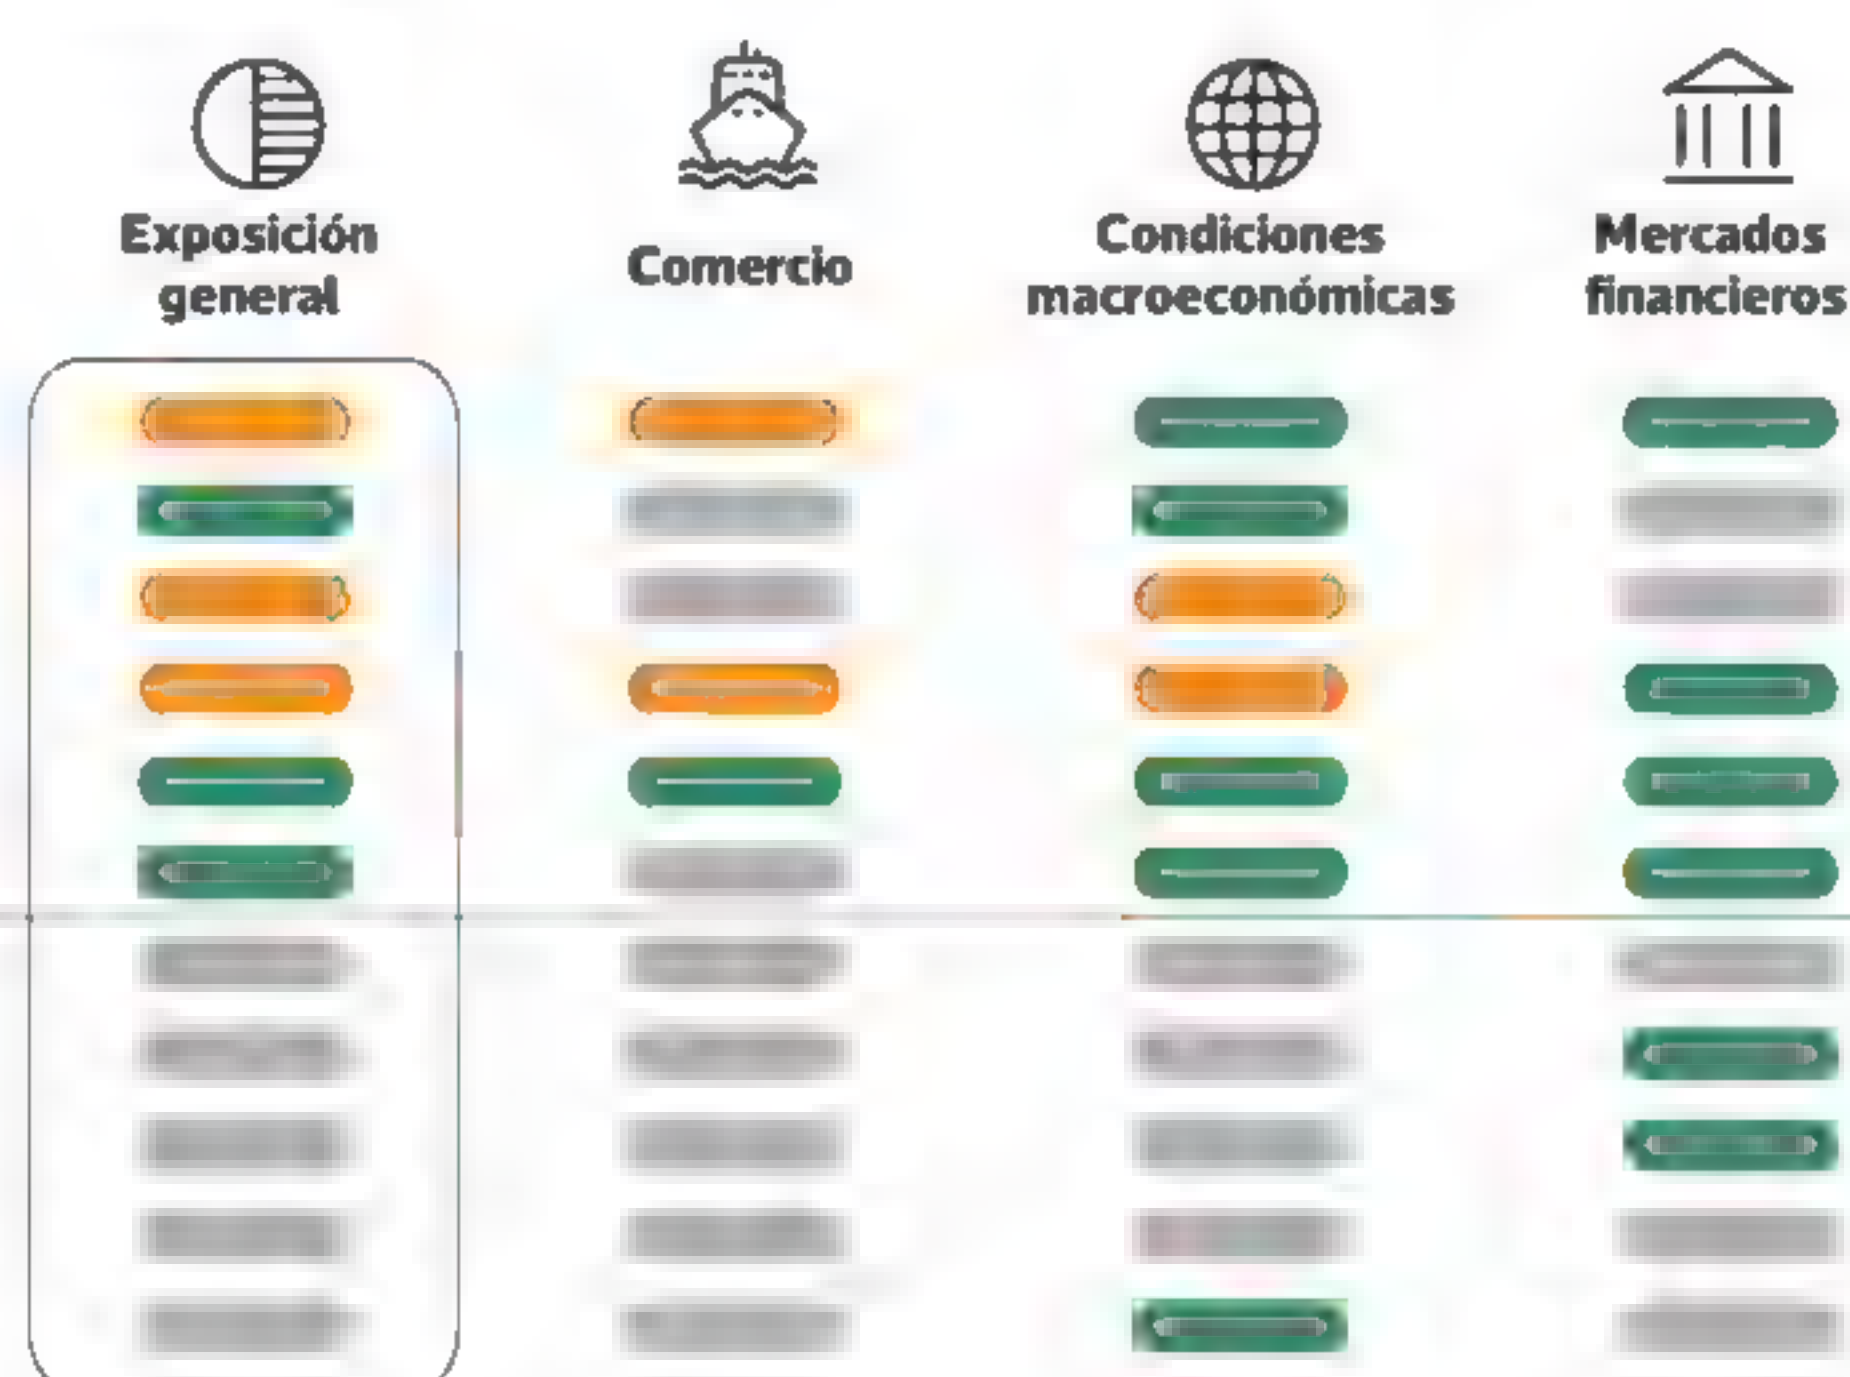 Exposición
general
Comercio
Condiciones
macroeconómicas
Mercados
financieros